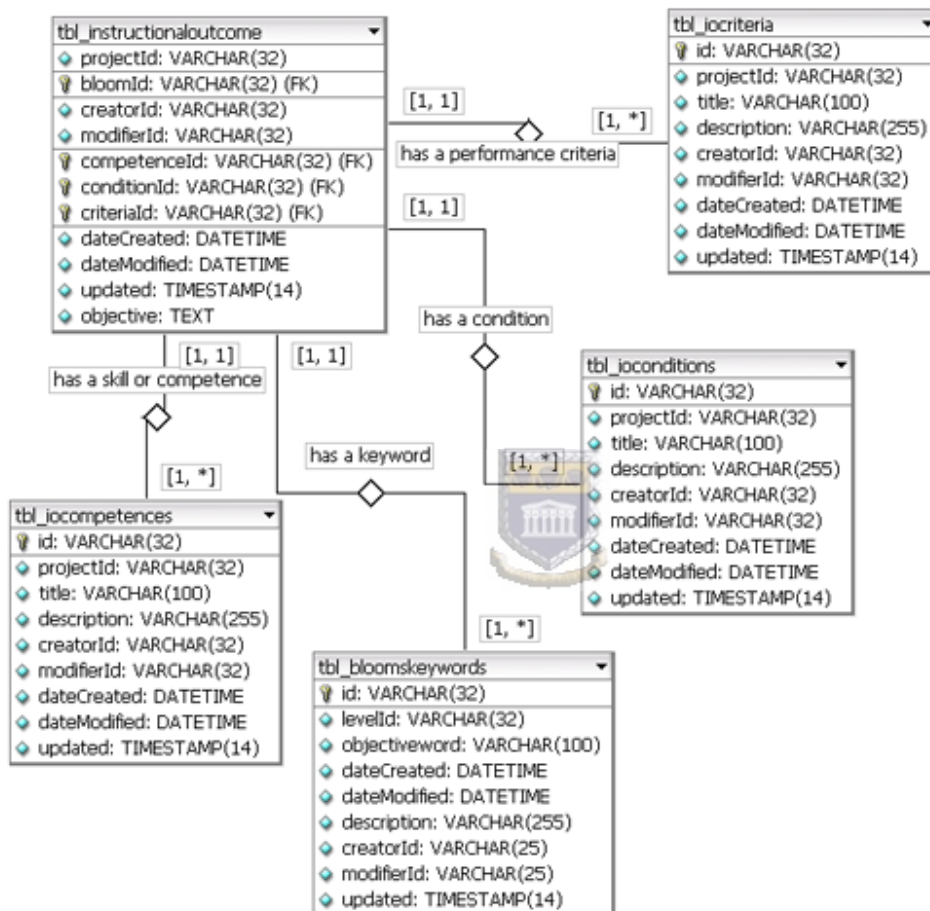 tbl_instructionaloutcome
projectId: VARCHAR(32)
bloomId: VARCHAR(32) (FK)
creatorId: VARCHAR(32)
modifierId: VARCHAR(32)
competenceId: VARCHAR(32) (FK)
conditionId: VARCHAR(32) (FK)
criteriaId: VARCHAR(32) (FK)
dateCreated: DATETIME
dateModified: DATETIME
updated: TIMESTAMP(14)
objective: TEXT
[1, 1]
[1, *]
has a performance criteria
tbl_iocriteria
id: VARCHAR(32)
projectId: VARCHAR(32)
title: VARCHAR(100)
description: VARCHAR(255)
creatorId: VARCHAR(32)
modifierId: VARCHAR(32)
dateCreated: DATETIME
dateModified: DATETIME
updated: TIMESTAMP(14)
[1, 1]
has a condition
[1, *]
tbl_ioconditions
id: VARCHAR(32)
projectId: VARCHAR(32)
title: VARCHAR(100)
description: VARCHAR(255)
creatorId: VARCHAR(32)
modifierId: VARCHAR(32)
dateCreated: DATETIME
dateModified: DATETIME
updated: TIMESTAMP(14)
[1, 1]
has a skill or competence
[1, *]
tbl_iocompetences
id: VARCHAR(32)
projectId: VARCHAR(32)
title: VARCHAR(100)
description: VARCHAR(255)
creatorId: VARCHAR(32)
modifierId: VARCHAR(32)
dateCreated: DATETIME
dateModified: DATETIME
updated: TIMESTAMP(14)
[1, 1]
has a keyword
[1, *]
tbl_bloomskeywords
id: VARCHAR(32)
levelId: VARCHAR(32)
objectiveword: VARCHAR(100)
dateCreated: DATETIME
dateModified: DATETIME
description: VARCHAR(255)
creatorId: VARCHAR(25)
modifierId: VARCHAR(25)
updated: TIMESTAMP(14)